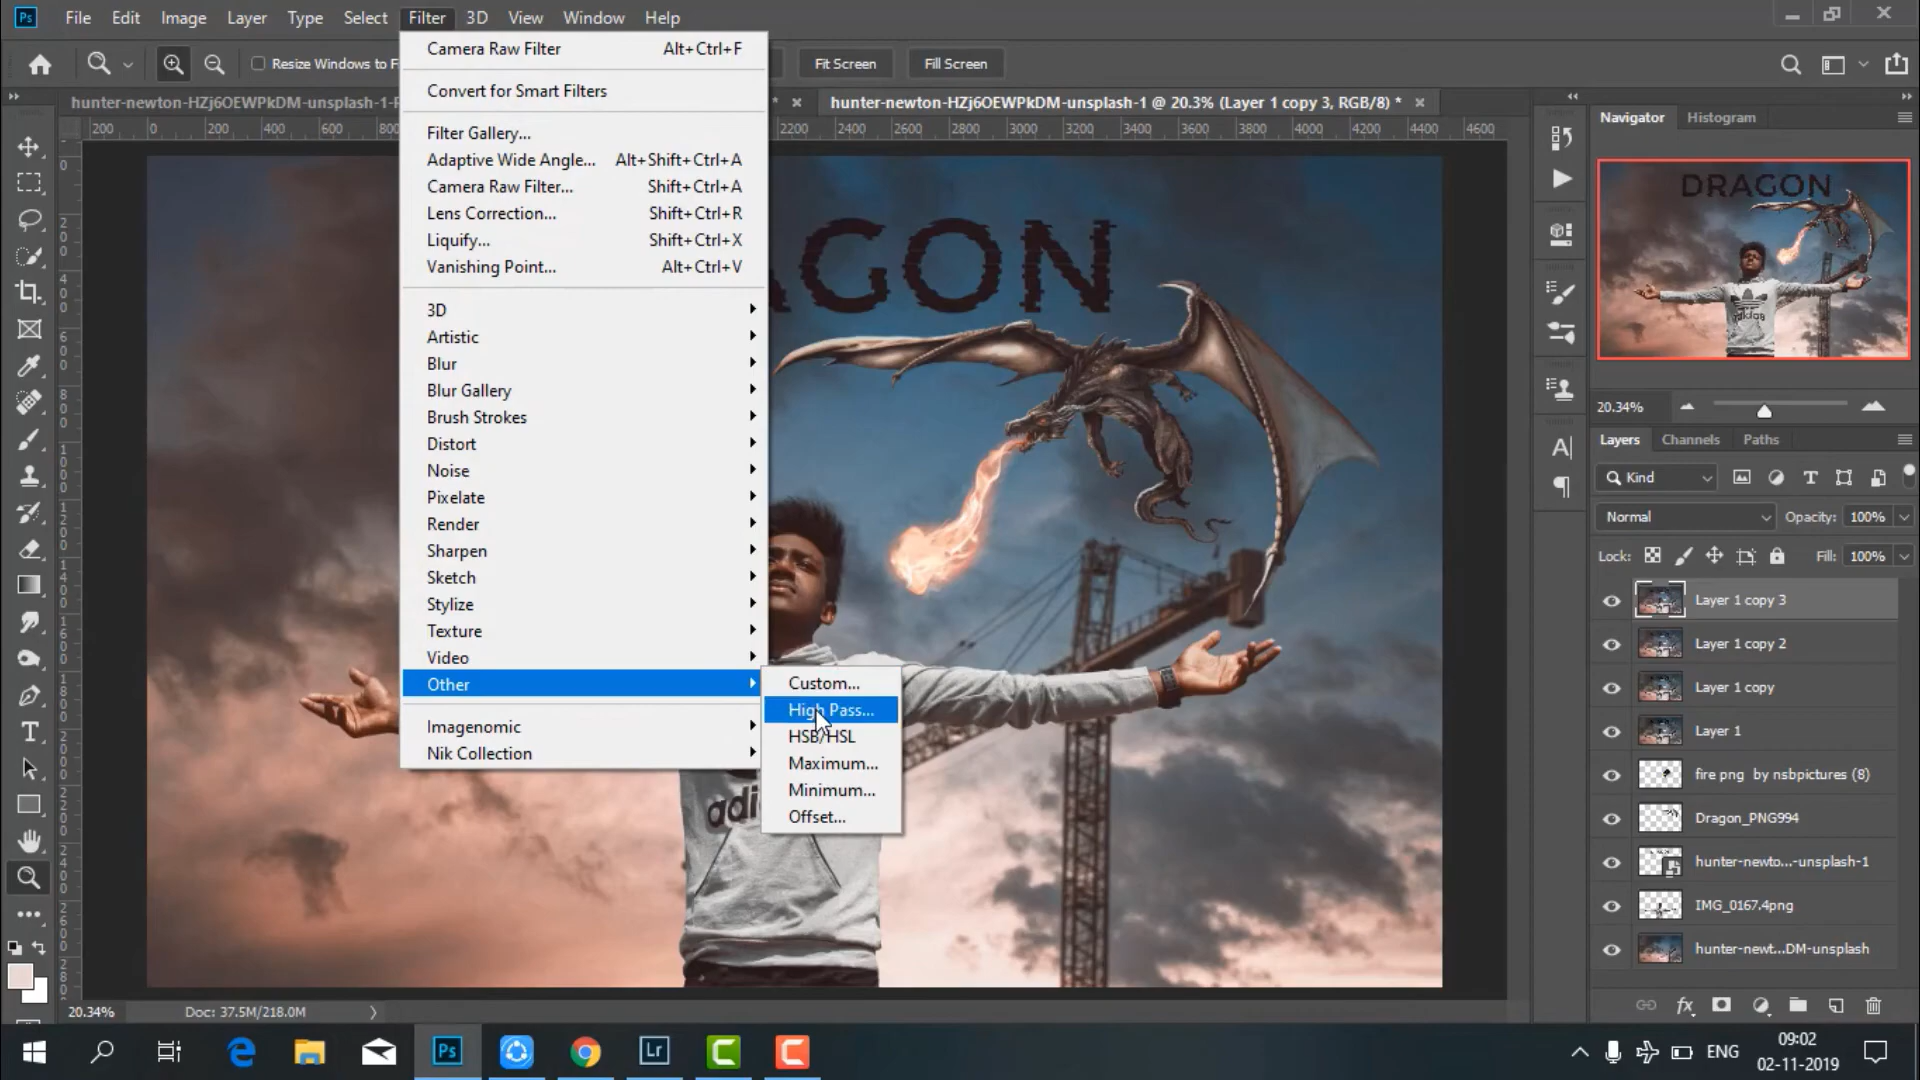 Ps File Edit Image Layer Type Select Filter 3D View Window Help
Resize Windows to Fi
Fit Screen
Fill Screen
hunter-newton-HZj6OEWPkDM-unsplash-1-
* ×
hunter-newton-HZj6OEWPkDM-unsplash-1 @ 20.3% (Layer 1 copy 3, RGB/8) * ×
200 0 200 400 600 800
2200 2400 2600 2800 3000 3200 3400 3600 3800 4000 4200 4400 4600
Camera Raw Filter Alt+Ctrl+F
Convert for Smart Filters
Filter Gallery...
Adaptive Wide Angle... Alt+Shift+Ctrl+A
Camera Raw Filter... Shift+Ctrl+A
Lens Correction... Shift+Ctrl+R
Liquify... Shift+Ctrl+X
Vanishing Point... Alt+Ctrl+V
3D
Artistic
Blur
Blur Gallery
Brush Strokes
Distort
Noise
Pixelate
Render
Sharpen
Sketch
Stylize
Texture
Video
Other
Imagenomic
Nik Collection
Custom...
High Pass...
HSB/HSL
Maximum...
Minimum...
Offset...
AGON
adi
Navigator Histogram
DRAGON
adidas
20.34%
Layers Channels Paths
Kind
Normal Opacity: 100%
Lock: Fill: 100%
Layer 1 copy 3
Layer 1 copy 2
Layer 1 copy
Layer 1
fire png by nsbpictures (8)
Dragon_PNG994
hunter-newto...-unsplash-1
IMG_0167.4png
hunter-newt...DM-unsplash
20.34% Doc: 37.5M/218.0M
Ps
Lr
ENG
09:02
02-11-2019